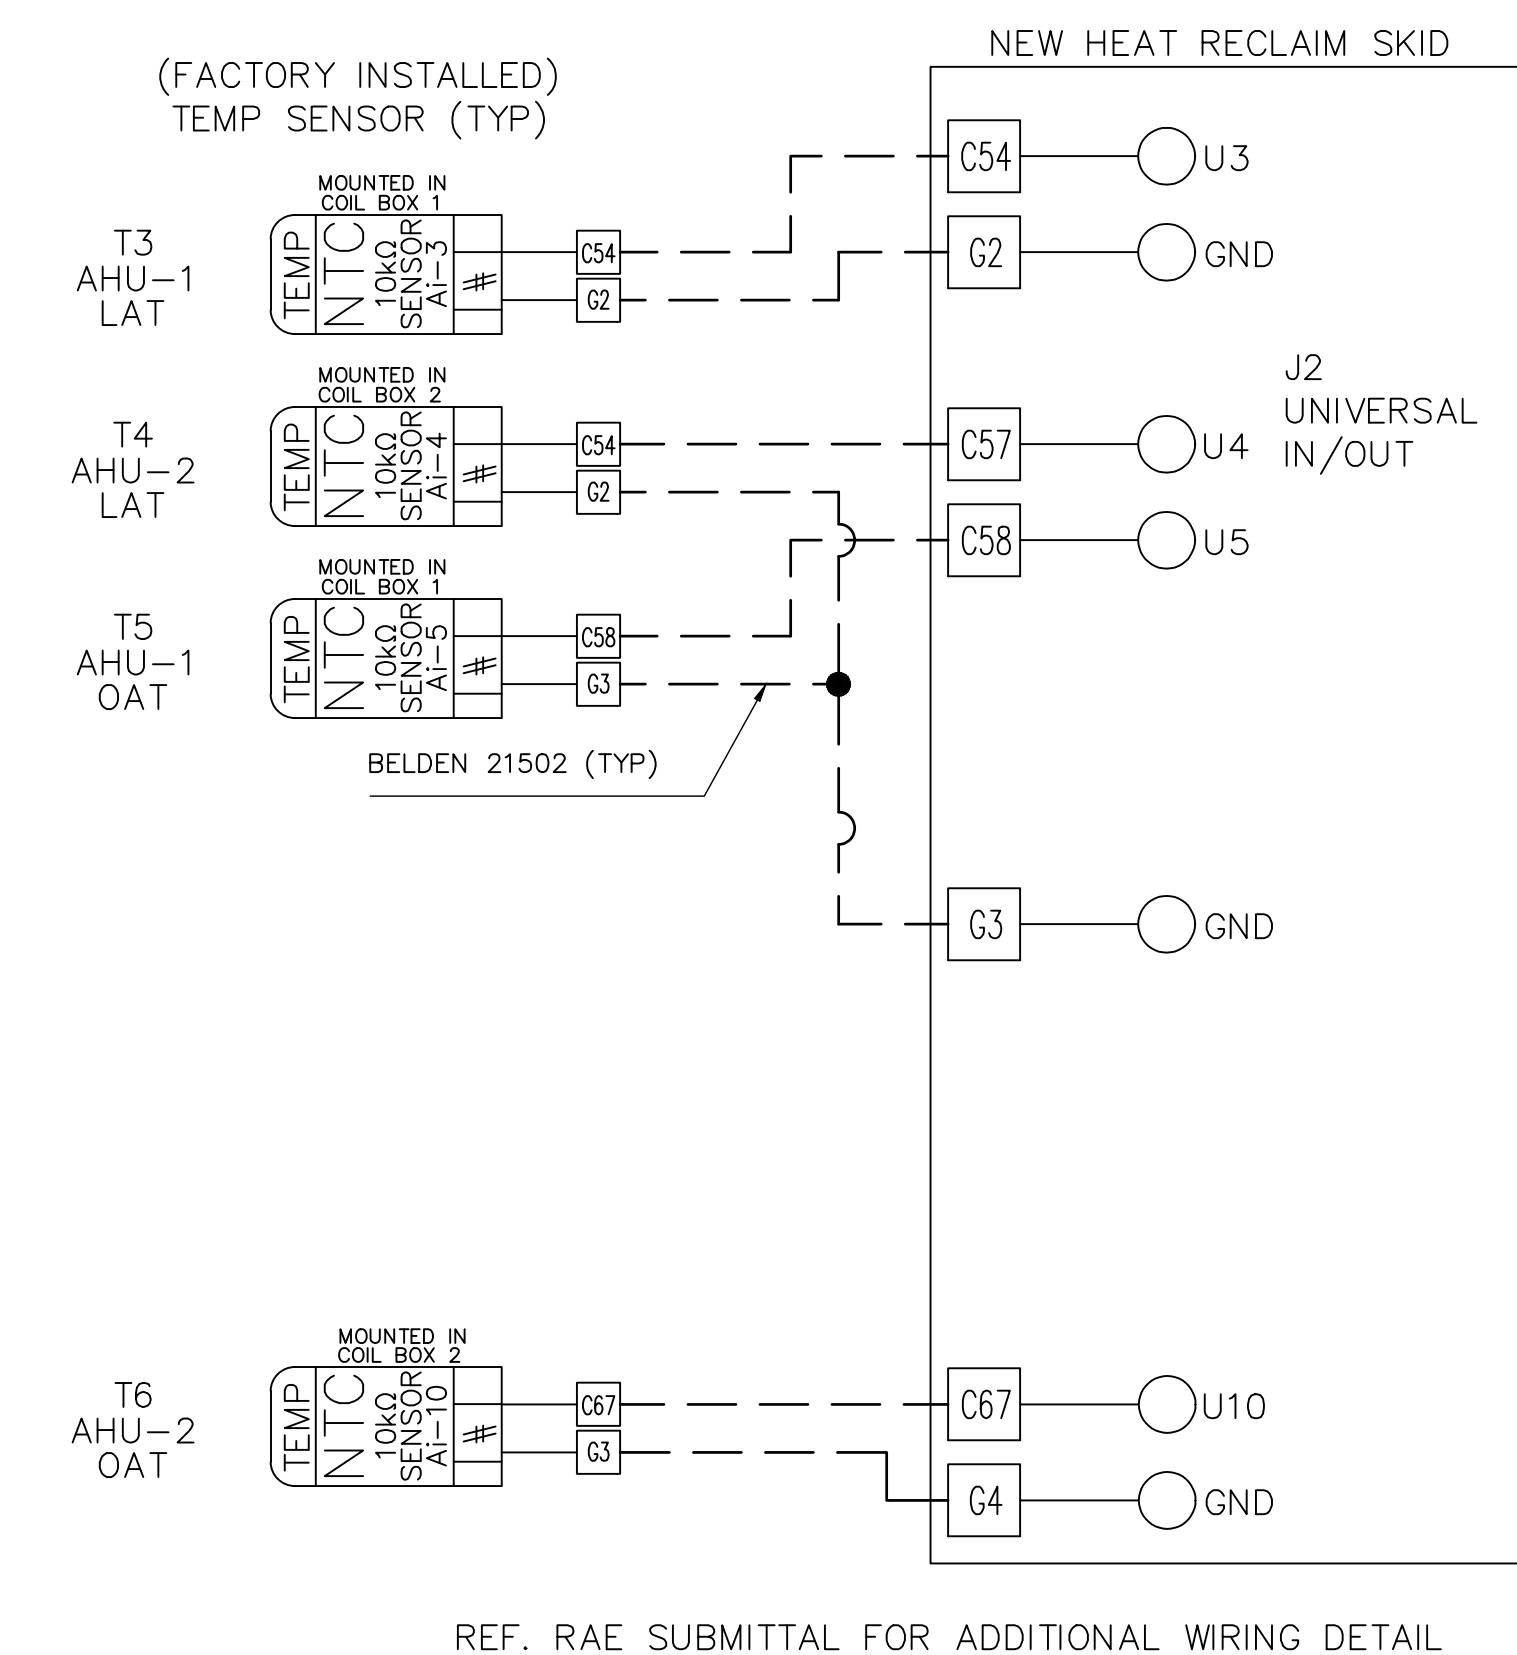 NEW HEAT RECLAIM SKID
(FACTORY INSTALLED)
TEMP SENSOR (TYP)
MOUNTED IN
COIL BOX 1
T3
AHU-1
LAT
TEMP
NTC
10kΩ
SENSOR
Ai-3
C54
G2
C54
U3
G2
GND
J2
UNIVERSAL
IN/OUT
MOUNTED IN
COIL BOX 2
T4
AHU-2
LAT
TEMP
NTC
10kΩ
SENSOR
Ai-4
C54
G2
C57
U4
C58
U5
MOUNTED IN
COIL BOX 1
T5
AHU-1
OAT
TEMP
NTC
10kΩ
SENSOR
Ai-5
C58
G3
BELDEN 21502 (TYP)
G3
GND
MOUNTED IN
COIL BOX 2
T6
AHU-2
OAT
TEMP
NTC
10kΩ
SENSOR
Ai-10
C67
G3
C67
U10
G4
GND
REF. RAE SUBMITTAL FOR ADDITIONAL WIRING DETAIL